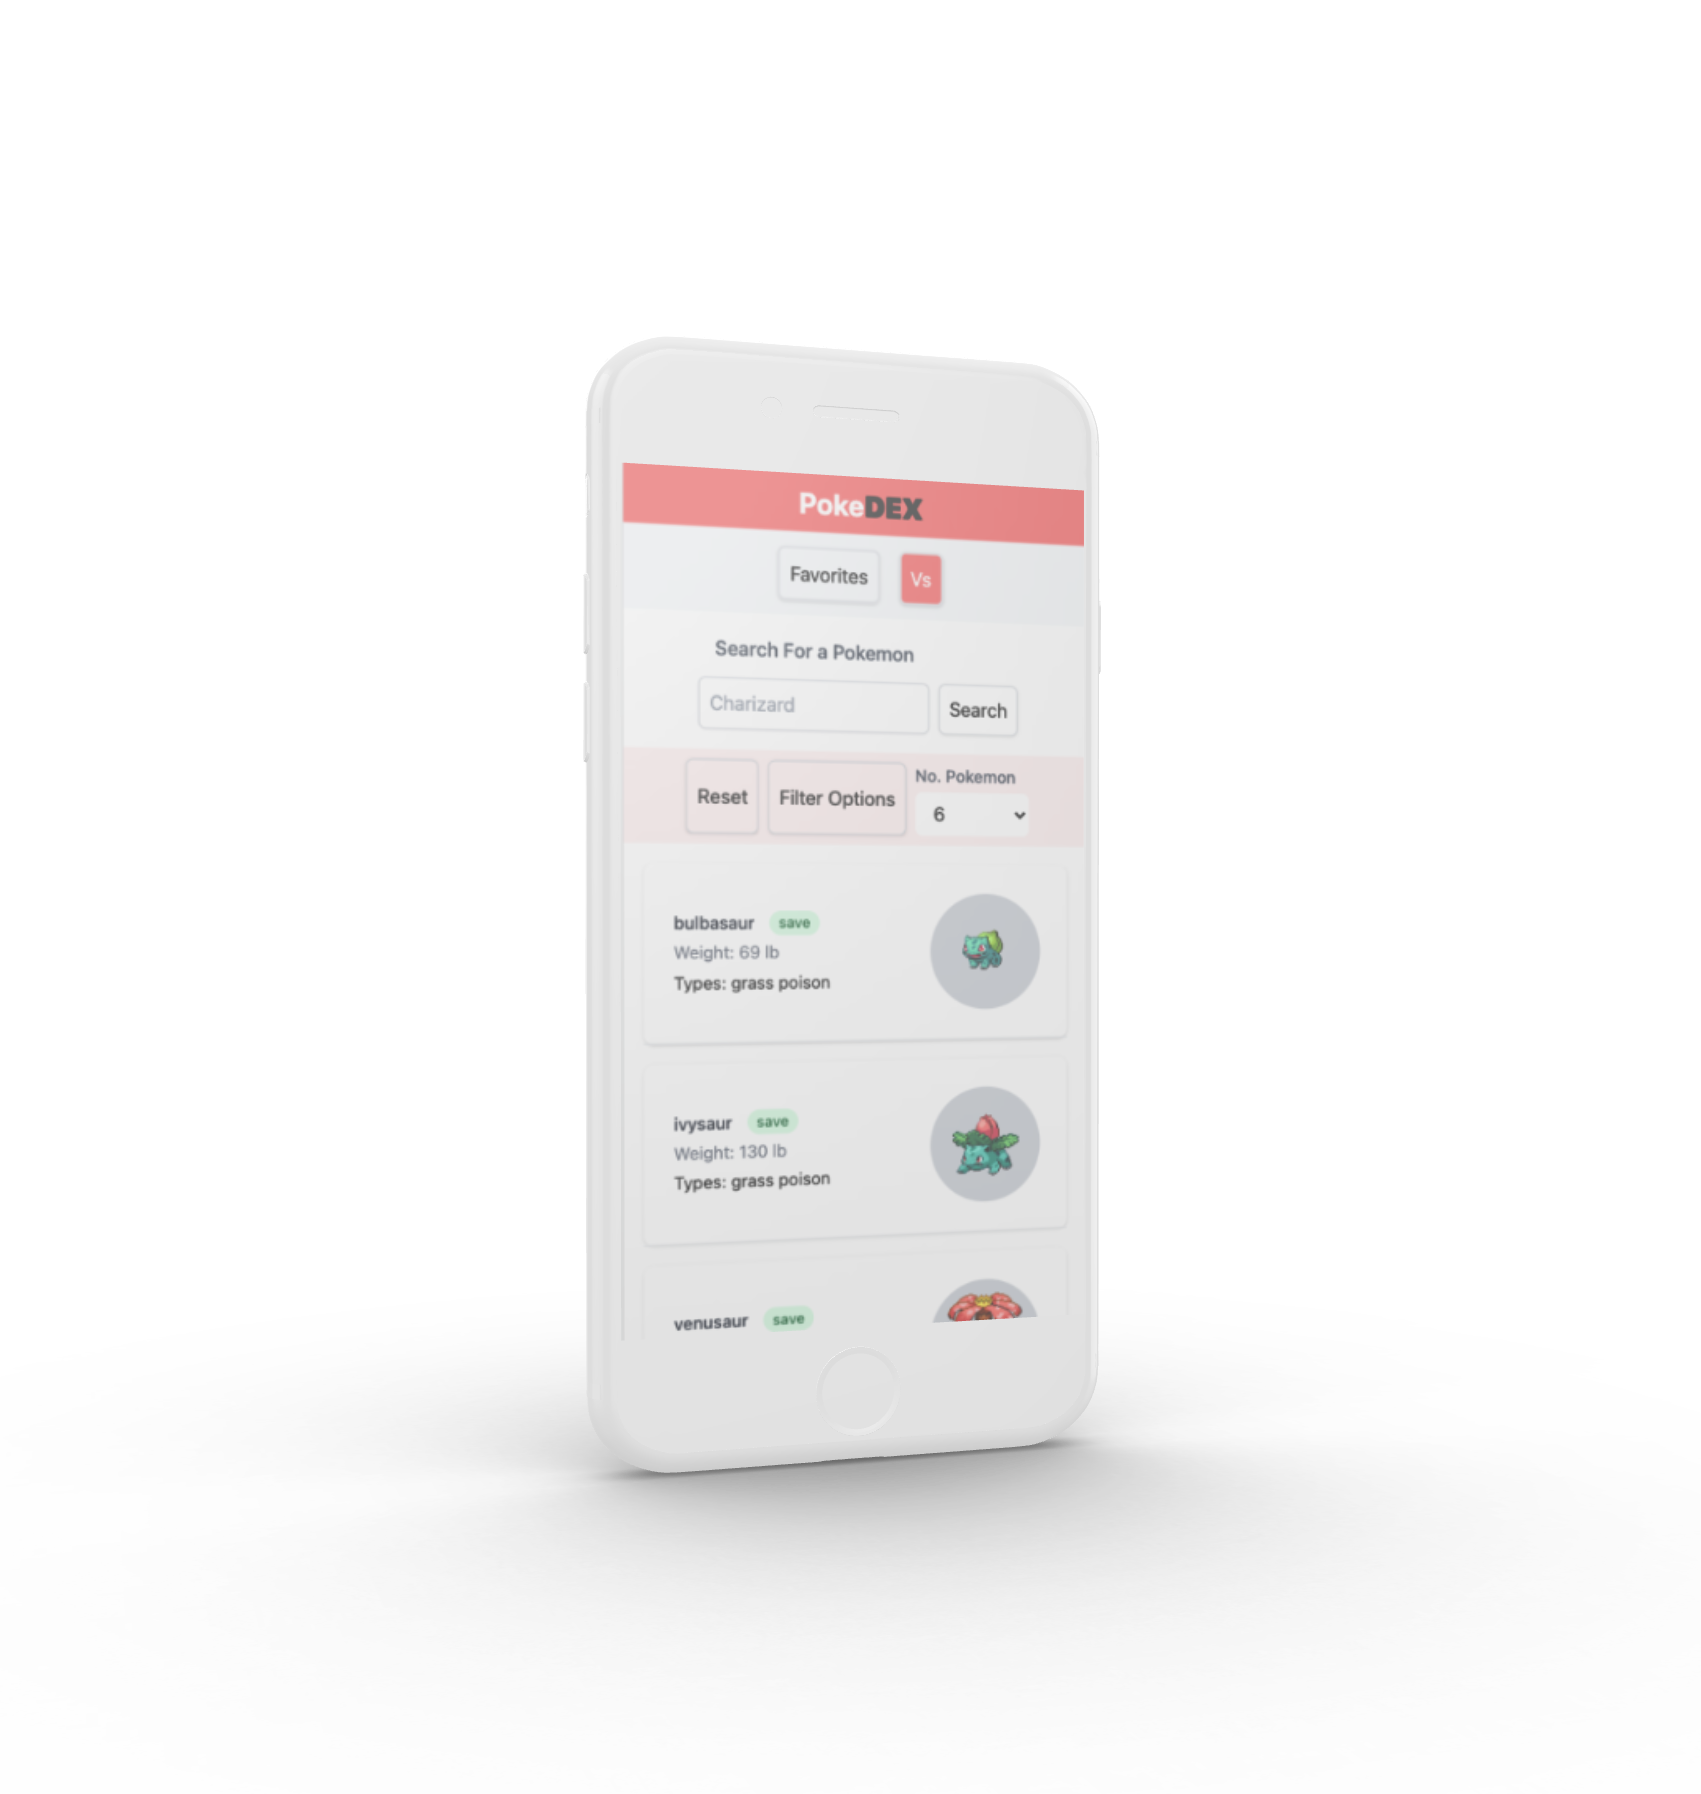 PokeDEX
Favorites Vs
Search For a Pokemon
Charizard Search
Reset Filter Options No. Pokemon
6
bulbasaur save
Weight: 69 lb
Types: grass poison
ivysaur save
Weight: 130 lb
Types: grass poison
venusaur save